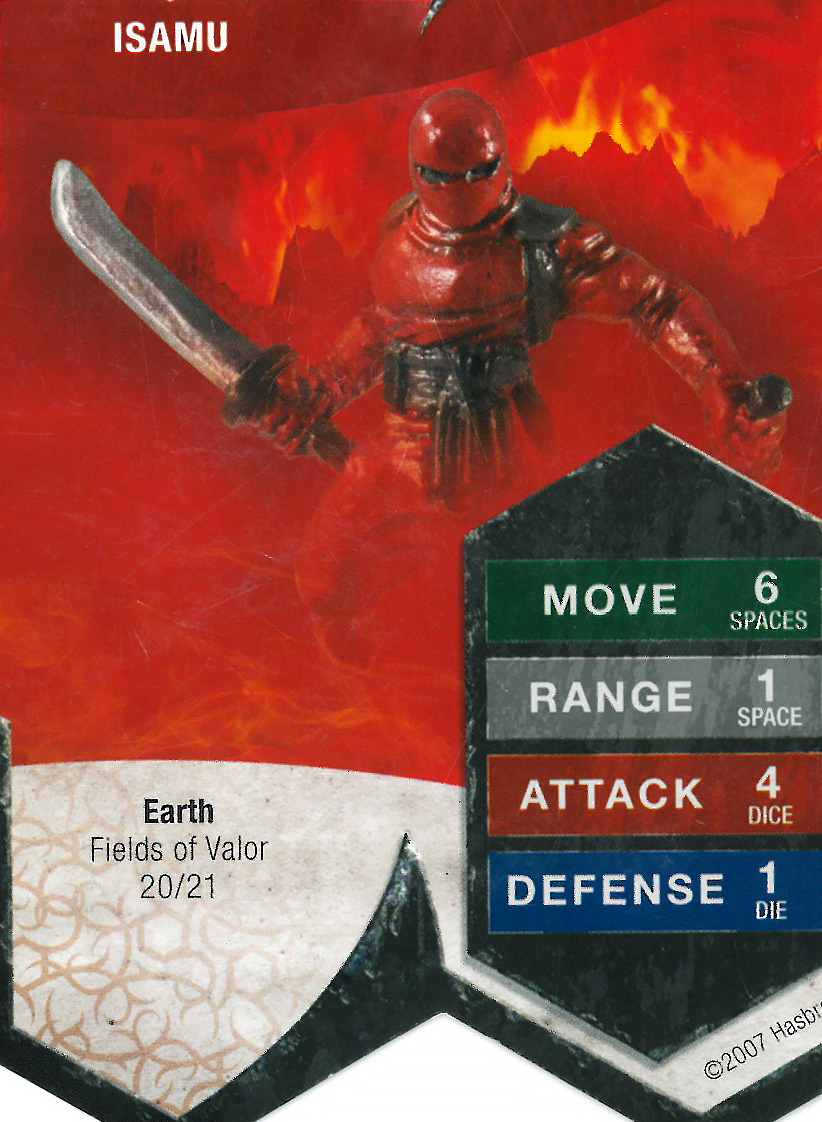 ISAMU
MOVE 6
SPACES
RANGE 1
SPACE
ATTACK 4
DICE
DEFENSE 1
DIE
Earth
Fields of Valor
20/21
©2007